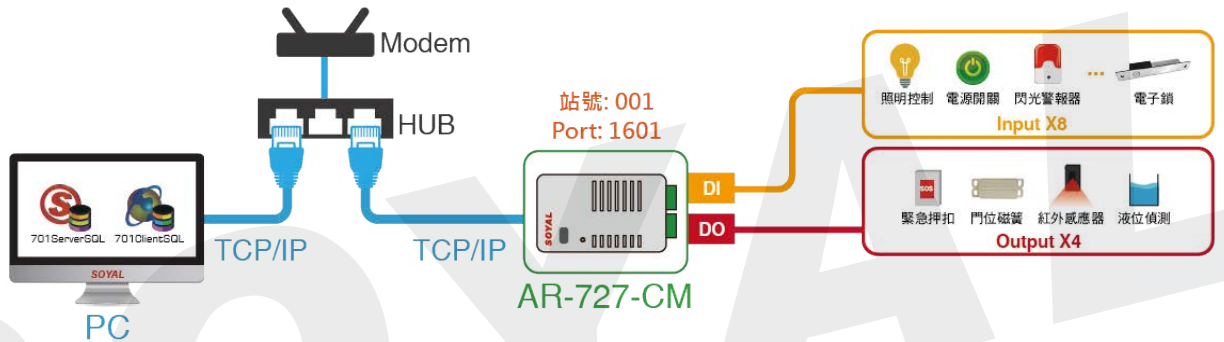 Modem
HUB
站號: 001
Port: 1601
照明控制 電源開關 閃光警報器 ... 電子鎖
Input X8
701ServerSQL 701ClientSQL
SOYAL
PC
TCP/IP
TCP/IP
SOYAL
AR-727-CM
DI
DO
SOS
緊急押扣 門位磁簧 紅外感應器 液位偵測
Output X4
SOYAL